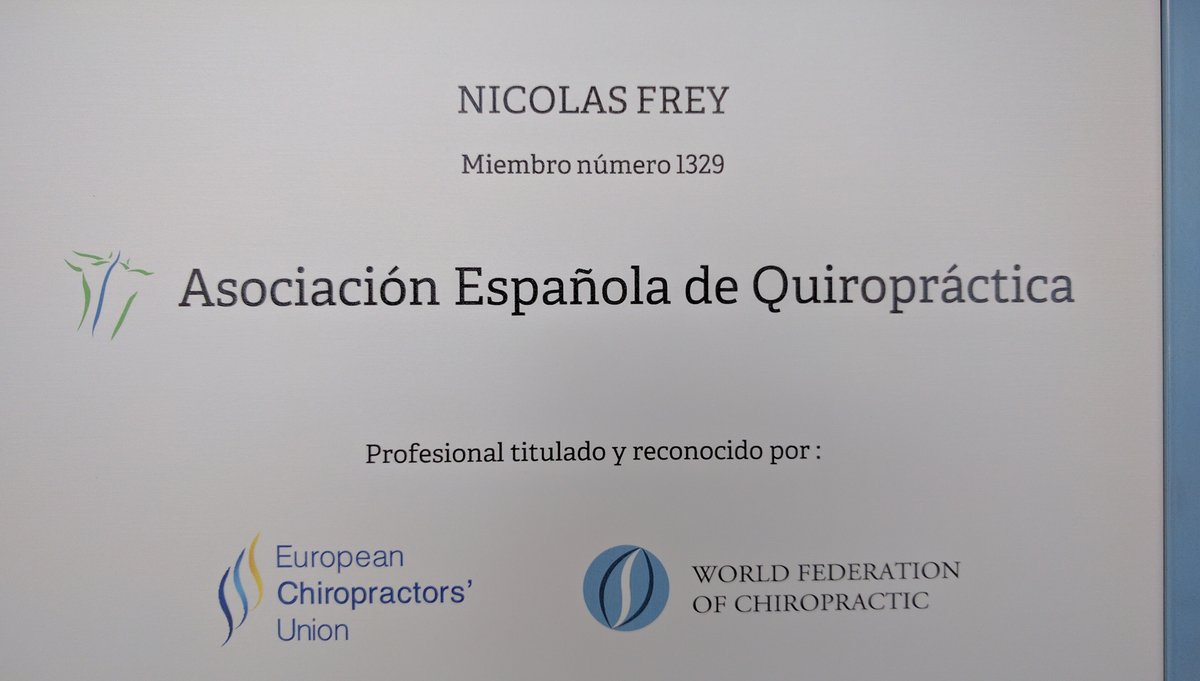 NICOLAS FREY
Miembro número 1329
Asociación Española de Quiropráctica
Profesional titulado y reconocido por :
European
Chiropractors’
Union
WORLD FEDERATION
OF CHIROPRACTIC